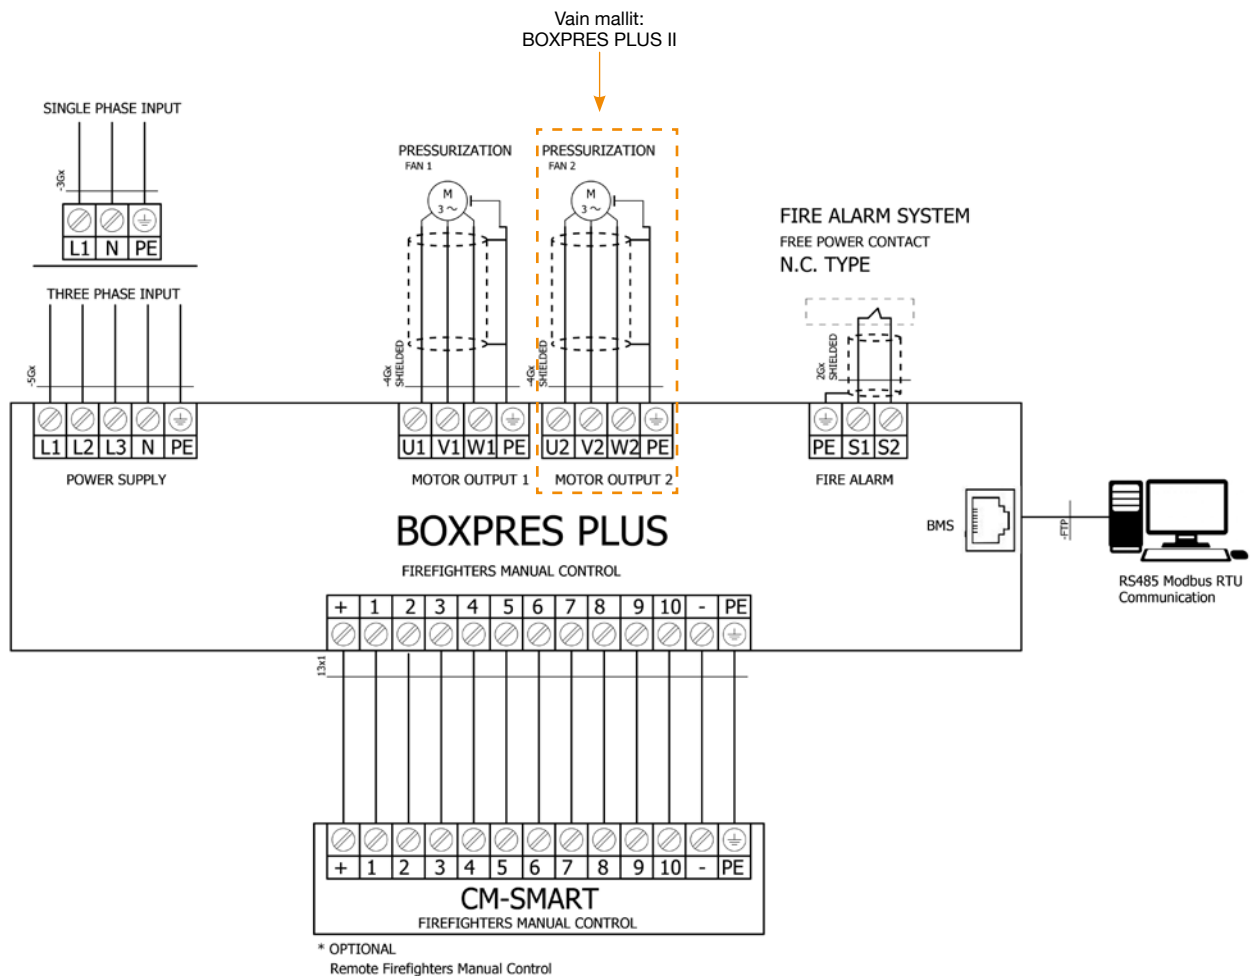 Vain mallit:
BOXPRES PLUS II
SINGLE PHASE INPUT
-3Gx
L1 N PE
THREE PHASE INPUT
-5Gx
L1 L2 L3 N PE
POWER SUPPLY
PRESSURIZATION
FAN 1
M
3~
-4Gx
SHIELDED
U1 V1 W1 PE
MOTOR OUTPUT 1
PRESSURIZATION
FAN 2
M
3~
-4Gx
SHIELDED
U2 V2 W2 PE
MOTOR OUTPUT 2
FIRE ALARM SYSTEM
FREE POWER CONTACT
N.C. TYPE
2Gx
SHIELDED
PE S1 S2
FIRE ALARM
BMS
-FTP
RS485 Modbus RTU
Communication
BOXPRES PLUS
FIREFIGHTERS MANUAL CONTROL
+ 1 2 3 4 5 6 7 8 9 10 - PE
13x1
+ 1 2 3 4 5 6 7 8 9 10 - PE
CM-SMART
FIREFIGHTERS MANUAL CONTROL
* OPTIONAL
Remote Firefighters Manual Control